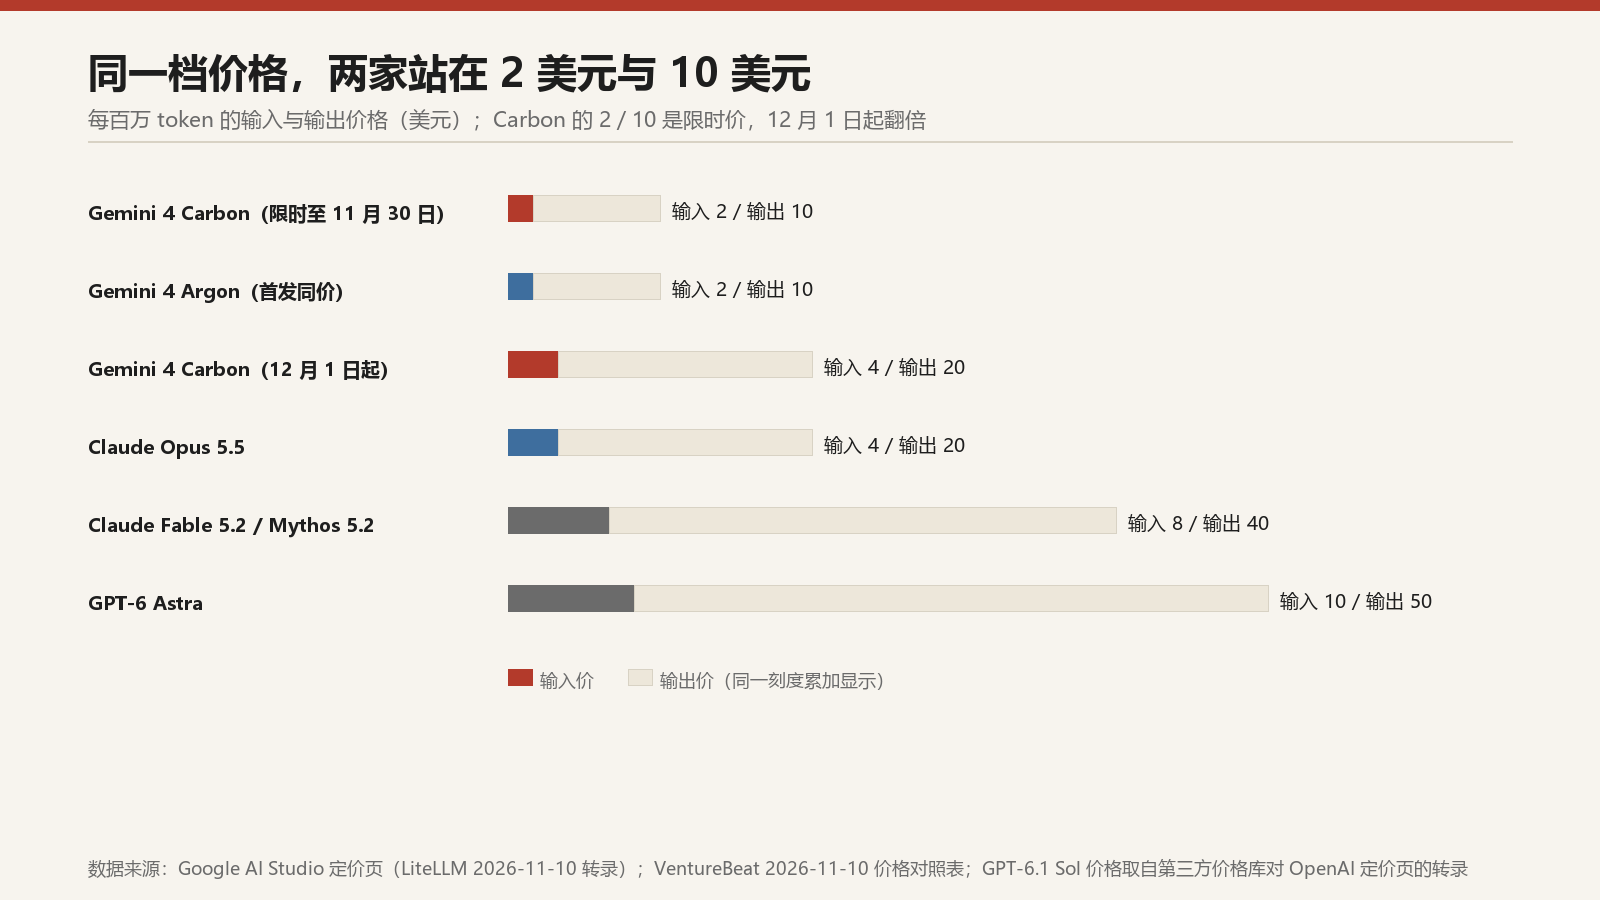 同一档价格，两家站在 2 美元与 10 美元
每百万 token 的输入与输出价格（美元）；Carbon 的 2 / 10 是限时价，12 月 1 日起翻倍
Gemini 4 Carbon（限时至 11 月 30 日） 输入 2 / 输出 10
Gemini 4 Argon（首发同价） 输入 2 / 输出 10
Gemini 4 Carbon（12 月 1 日起） 输入 4 / 输出 20
Claude Opus 5.5 输入 4 / 输出 20
Claude Fable 5.2 / Mythos 5.2 输入 8 / 输出 40
GPT-6 Astra 输入 10 / 输出 50
输入价 输出价（同一刻度累加显示）
数据来源：Google AI Studio 定价页（LiteLLM 2026-11-10 转录）；VentureBeat 2026-11-10 价格对照表；GPT-6.1 Sol 价格取自第三方价格库对 OpenAI 定价页的转录